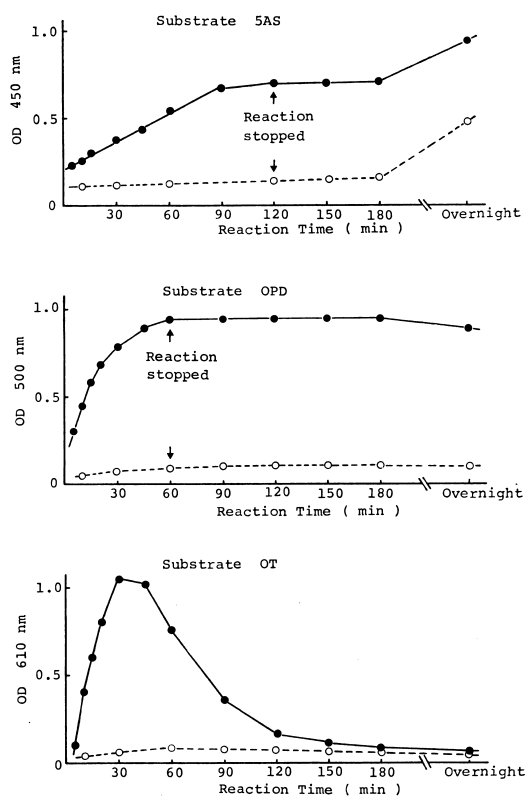 Substrate 5AS
OD 450 nm
1.0
0.5
0
Reaction
stopped
30 60 90 120 150 180 Overnight
Reaction Time ( min )
Substrate OPD
OD 500 nm
1.0
0.5
0
Reaction
stopped
30 60 90 120 150 180 Overnight
Reaction Time ( min )
Substrate OT
OD 610 nm
1.0
0.5
0
30 60 90 120 150 180 Overnight
Reaction Time ( min )